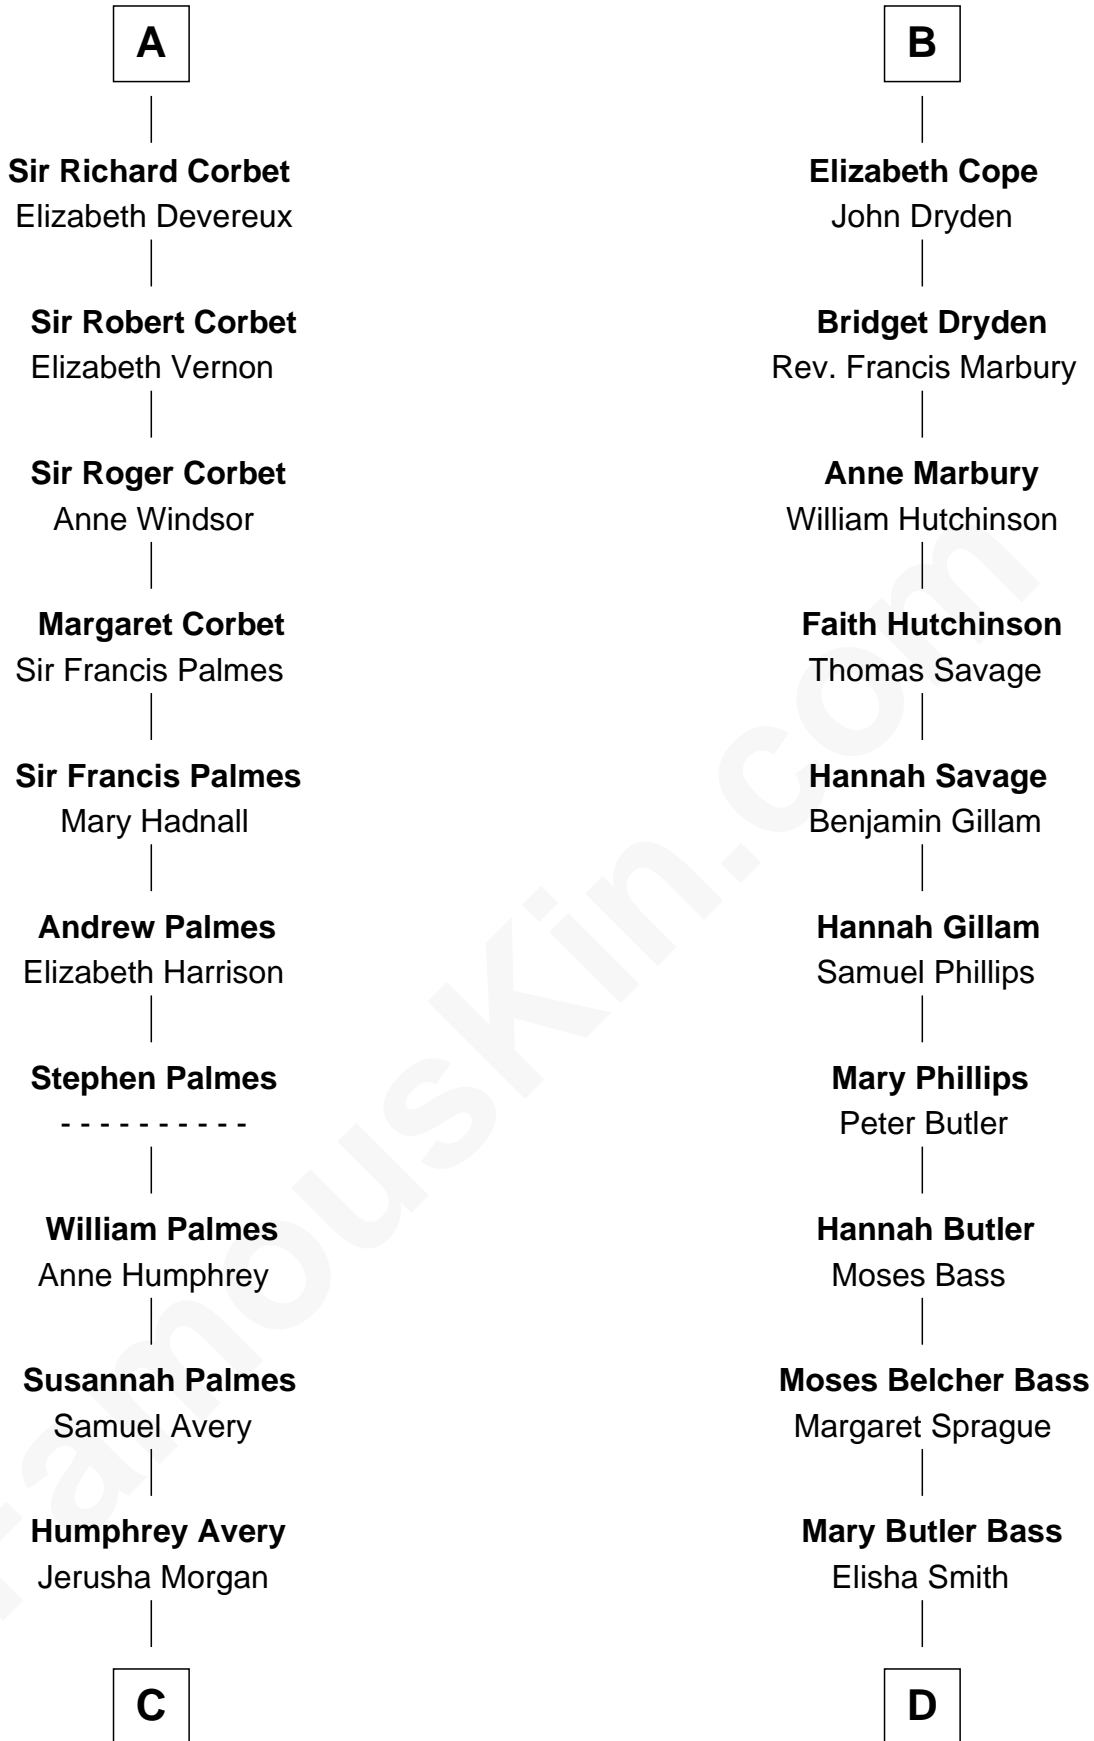 A
Sir Richard Corbet
Elizabeth Devereux
Sir Robert Corbet
Elizabeth Vernon
Sir Roger Corbet
Anne Windsor
Margaret Corbet
Sir Francis Palmes
Sir Francis Palmes
Mary Hadnall
Andrew Palmes
Elizabeth Harrison
Stephen Palmes
- - - - - - - - - -
William Palmes
Anne Humphrey
Susannah Palmes
Samuel Avery
Humphrey Avery
Jerusha Morgan
C
B
Elizabeth Cope
John Dryden
Bridget Dryden
Rev. Francis Marbury
Anne Marbury
William Hutchinson
Faith Hutchinson
Thomas Savage
Hannah Savage
Benjamin Gillam
Hannah Gillam
Samuel Phillips
Mary Phillips
Peter Butler
Hannah Butler
Moses Bass
Moses Belcher Bass
Margaret Sprague
Mary Butler Bass
Elisha Smith
D
FamousKin.com